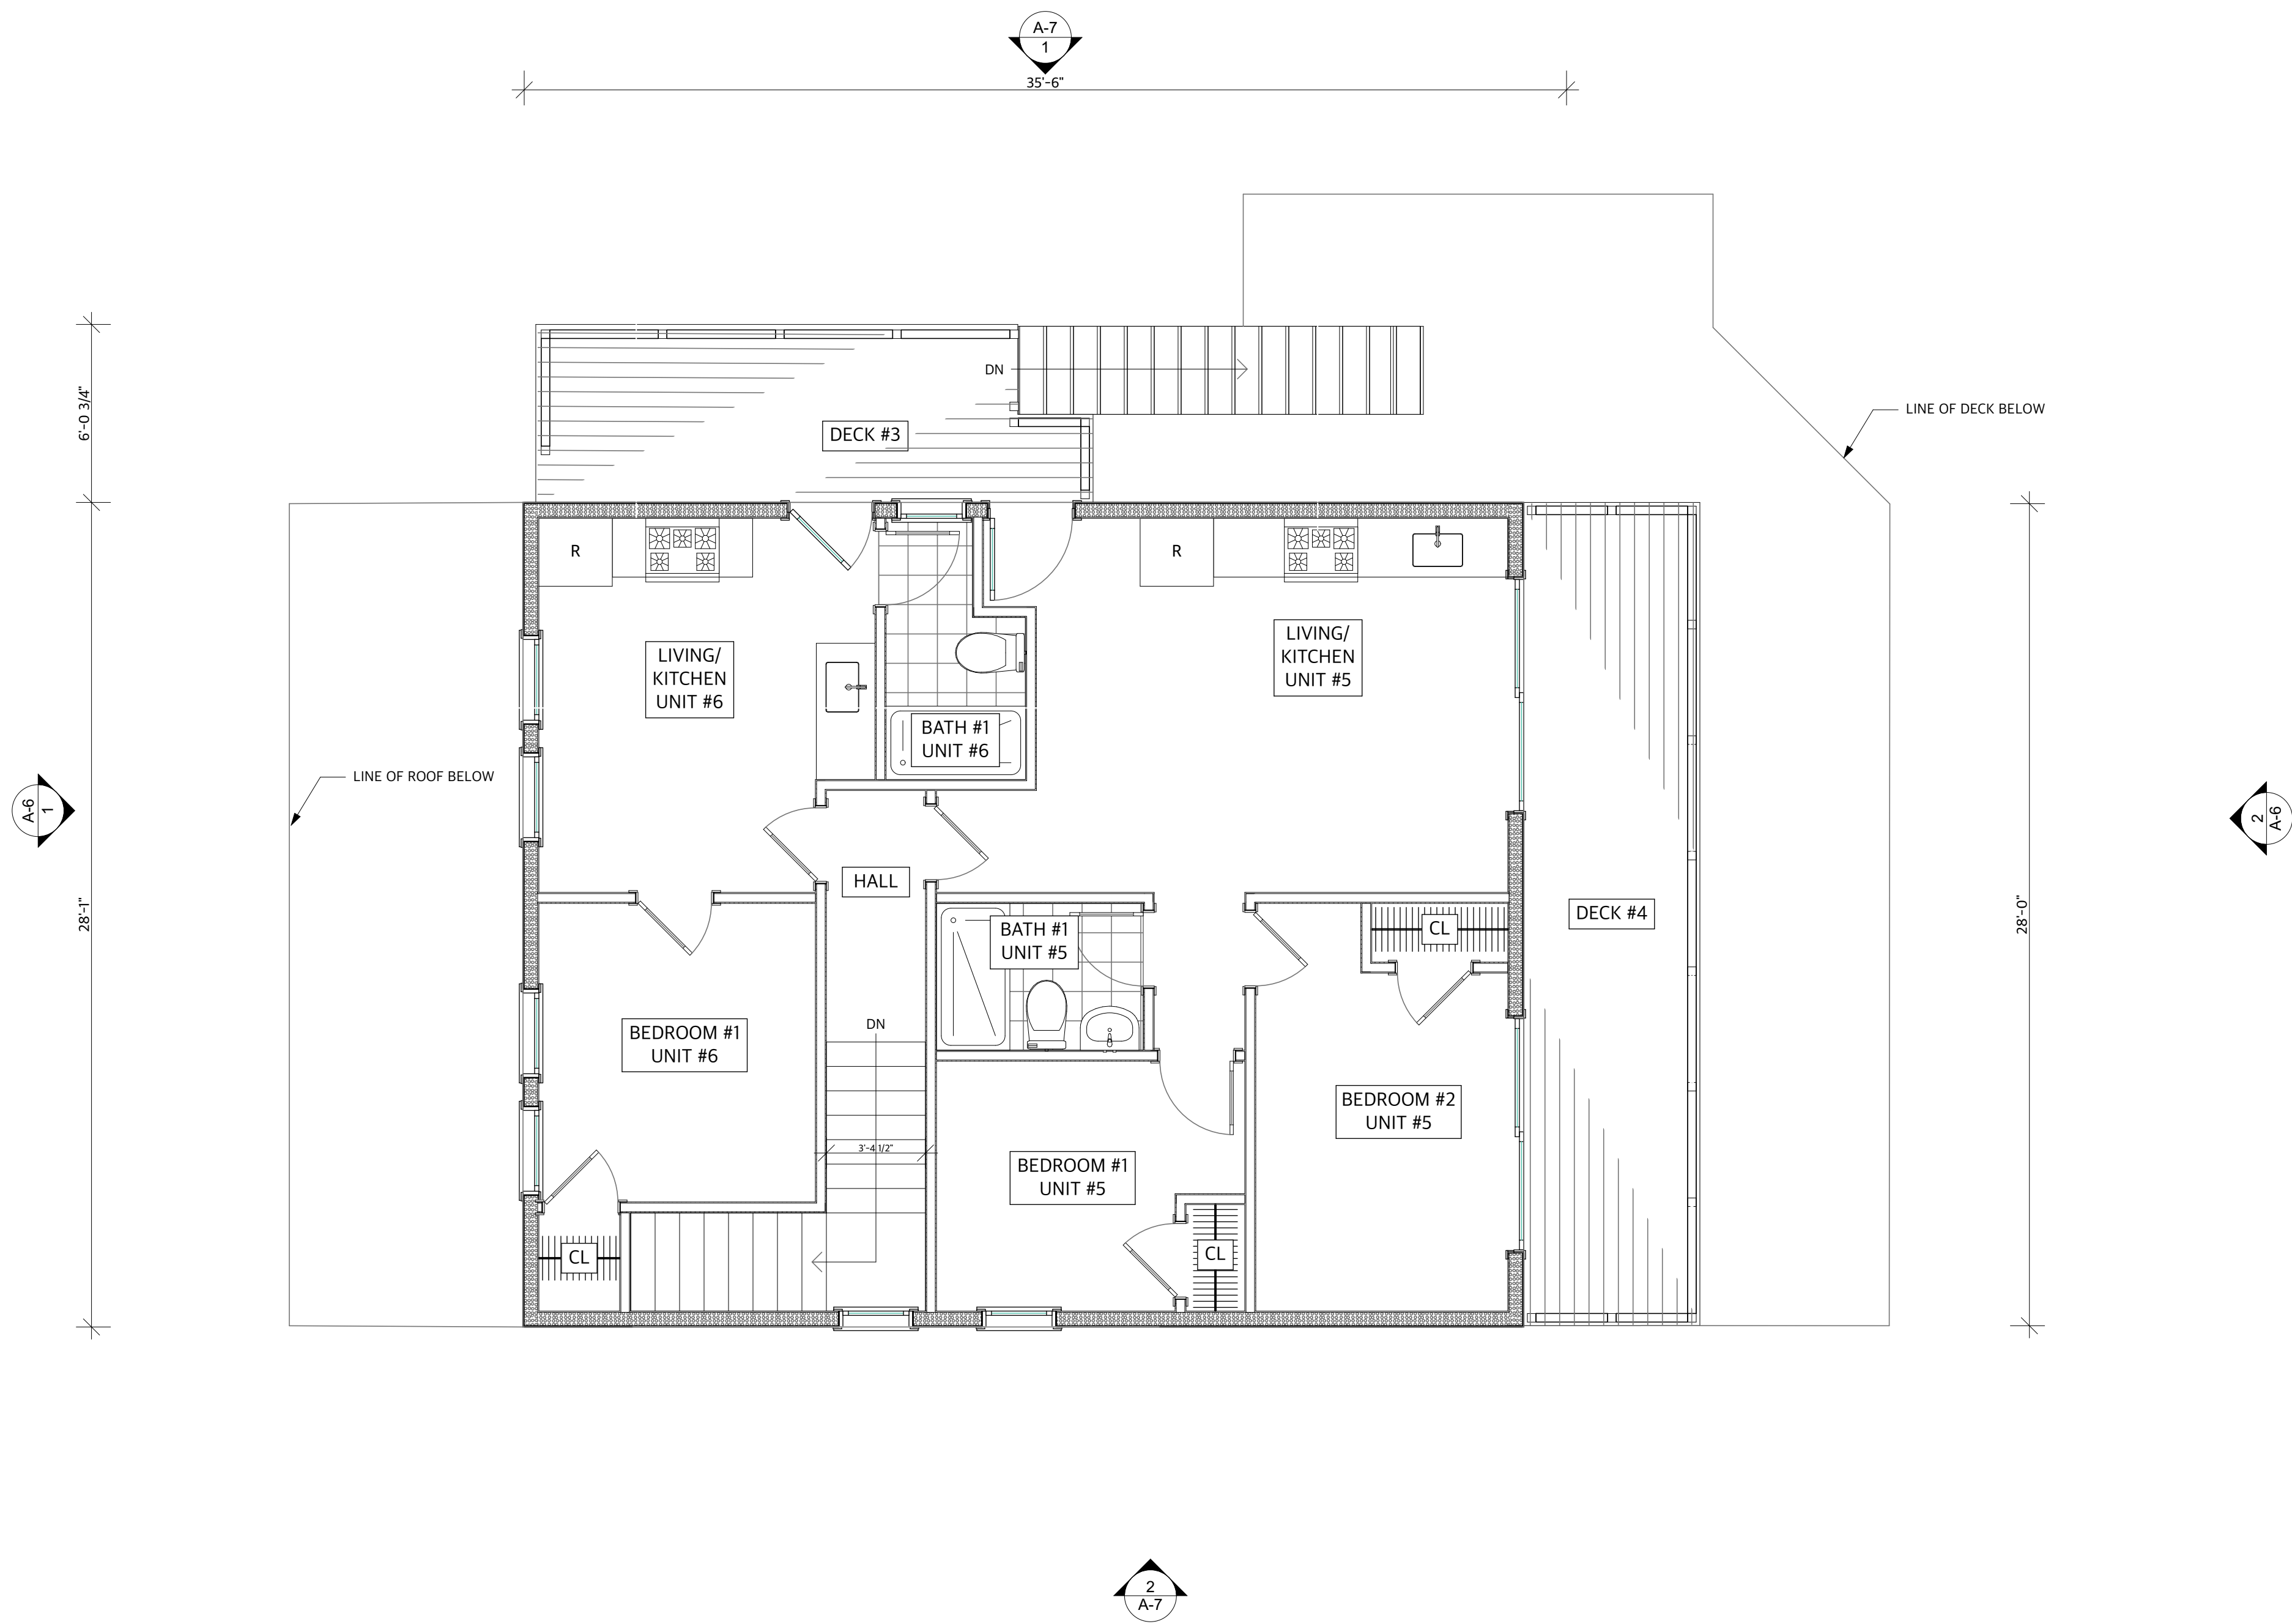 A-7
1
35'-6"
LINE OF DECK BELOW
DN
6'-0 3/4"
DECK #3
R
R
LIVING/
KITCHEN
UNIT #6
LIVING/
KITCHEN
UNIT #5
BATH #1
UNIT #6
LINE OF ROOF BELOW
A-6
1
2
A-6
HALL
28'-1"
28'-0"
DECK #4
CL
BATH #1
UNIT #5
DN
BEDROOM #1
UNIT #6
BEDROOM #2
UNIT #5
3'-4 1/2"
BEDROOM #1
UNIT #5
CL
CL
2
A-7